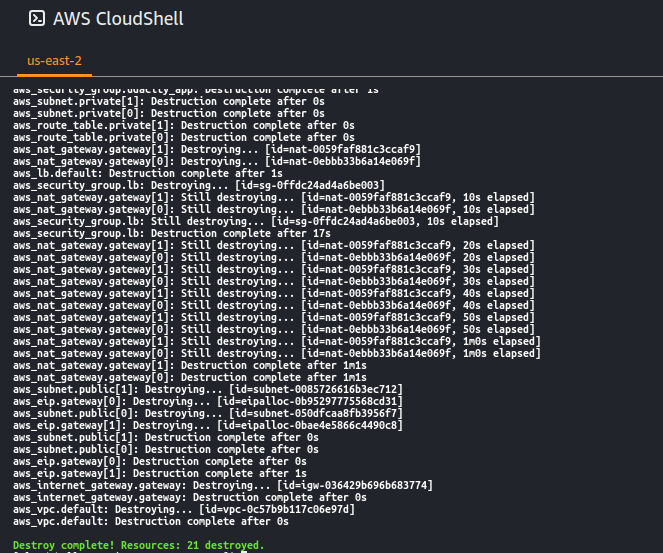 AWS CloudShell
us-east-2
aws_security_group.udacity_app: Destruction complete after 1s
aws_subnet.private[1]: Destruction complete after 0s
aws_subnet.private[0]: Destruction complete after 0s
aws_route_table.private[1]: Destruction complete after 0s
aws_route_table.private[0]: Destruction complete after 0s
aws_nat_gateway.gateway[1]: Destroying... [id=nat-0059faf881c3ccaf9]
aws_nat_gateway.gateway[0]: Destroying... [id=nat-0ebbb33b6a14e069f]
aws_lb.default: Destruction complete after 1s
aws_security_group.lb: Destroying... [id=sg-0ffdc24ad4a6be003]
aws_nat_gateway.gateway[1]: Still destroying... [id=nat-0059faf881c3ccaf9, 10s elapsed]
aws_nat_gateway.gateway[0]: Still destroying... [id=nat-0ebbb33b6a14e069f, 10s elapsed]
aws_security_group.lb: Still destroying... [id=sg-0ffdc24ad4a6be003, 10s elapsed]
aws_security_group.lb: Destruction complete after 17s
aws_nat_gateway.gateway[1]: Still destroying... [id=nat-0059faf881c3ccaf9, 20s elapsed]
aws_nat_gateway.gateway[0]: Still destroying... [id=nat-0ebbb33b6a14e069f, 20s elapsed]
aws_nat_gateway.gateway[1]: Still destroying... [id=nat-0059faf881c3ccaf9, 30s elapsed]
aws_nat_gateway.gateway[0]: Still destroying... [id=nat-0ebbb33b6a14e069f, 30s elapsed]
aws_nat_gateway.gateway[1]: Still destroying... [id=nat-0059faf881c3ccaf9, 40s elapsed]
aws_nat_gateway.gateway[0]: Still destroying... [id=nat-0ebbb33b6a14e069f, 40s elapsed]
aws_nat_gateway.gateway[1]: Still destroying... [id=nat-0059faf881c3ccaf9, 50s elapsed]
aws_nat_gateway.gateway[0]: Still destroying... [id=nat-0ebbb33b6a14e069f, 50s elapsed]
aws_nat_gateway.gateway[1]: Still destroying... [id=nat-0059faf881c3ccaf9, 1m0s elapsed]
aws_nat_gateway.gateway[0]: Still destroying... [id=nat-0ebbb33b6a14e069f, 1m0s elapsed]
aws_nat_gateway.gateway[1]: Destruction complete after 1m1s
aws_nat_gateway.gateway[0]: Destruction complete after 1m1s
aws_subnet.public[1]: Destroying... [id=subnet-0085726616b3ec712]
aws_eip.gateway[0]: Destroying... [id=eipalloc-0b95297775568cd31]
aws_subnet.public[0]: Destroying... [id=subnet-050dfcaa8fb3956f7]
aws_eip.gateway[1]: Destroying... [id=eipalloc-0bae4e5866c4490c8]
aws_subnet.public[1]: Destruction complete after 0s
aws_subnet.public[0]: Destruction complete after 0s
aws_eip.gateway[0]: Destruction complete after 0s
aws_eip.gateway[1]: Destruction complete after 1s
aws_internet_gateway.gateway: Destroying... [id=igw-036429b696b683774]
aws_internet_gateway.gateway: Destruction complete after 0s
aws_vpc.default: Destroying... [id=vpc-0c57b9b117c06e97d]
aws_vpc.default: Destruction complete after 0s
Destroy complete! Resources: 21 destroyed.